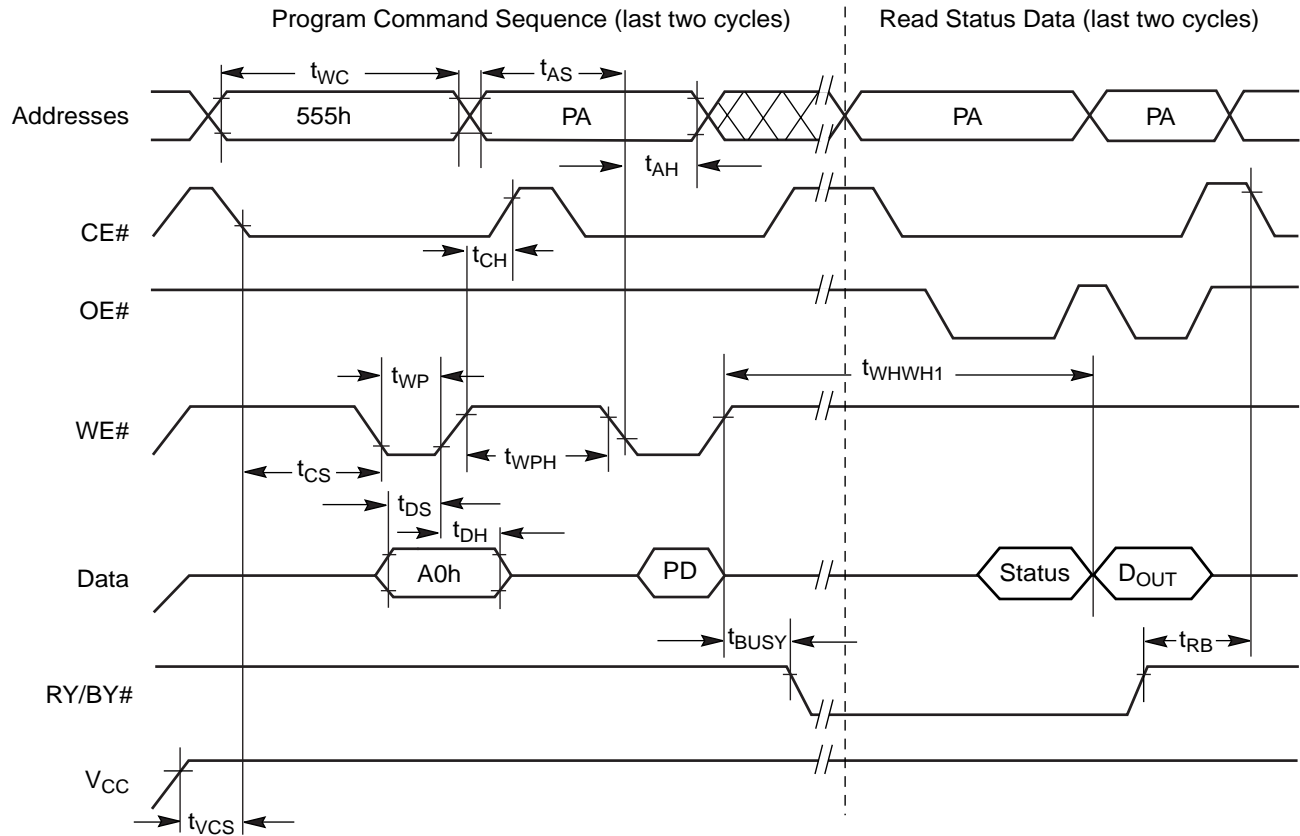 Program Command Sequence (last two cycles)
Read Status Data (last two cycles)
tWC
tAS
Addresses
555h
PA
PA
PA
tAH
CE#
tCH
OE#
tWP
tWHWH1
WE#
tCS
tWPH
tDS
tDH
Data
A0h
PD
Status
DOUT
tBUSY
tRB
RY/BY#
VCC
tVCS